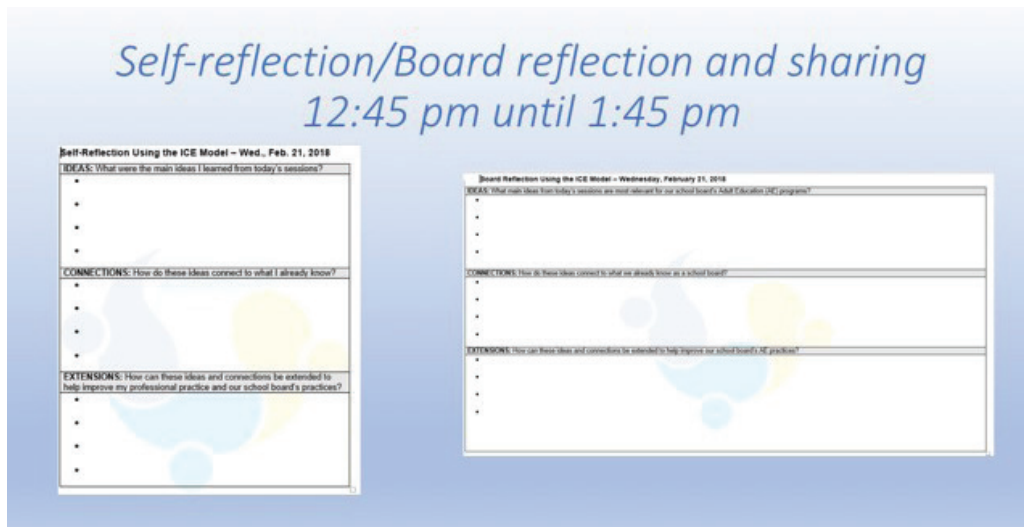 Self-reflection/Board reflection and sharing
12:45 pm until 1:45 pm
Self-Reflection Using the ICE Model – Wed., Feb. 21, 2018
IDEAS: What were the main ideas I learned from today's sessions?
CONNECTIONS: How do these ideas connect to what I already know?
EXTENSIONS: How can these ideas and connections be extended to
help improve my professional practice and our school board's practices?
Board Reflection Using the ICE Model – Wednesday, February 21, 2018
IDEAS: What main ideas from today's sessions are most relevant for our school board's Adult Education (AE) programs?
CONNECTIONS: How do these ideas connect to what we already know as a school board?
EXTENSIONS: How can these ideas and connections be extended to help improve our school board's AE practices?